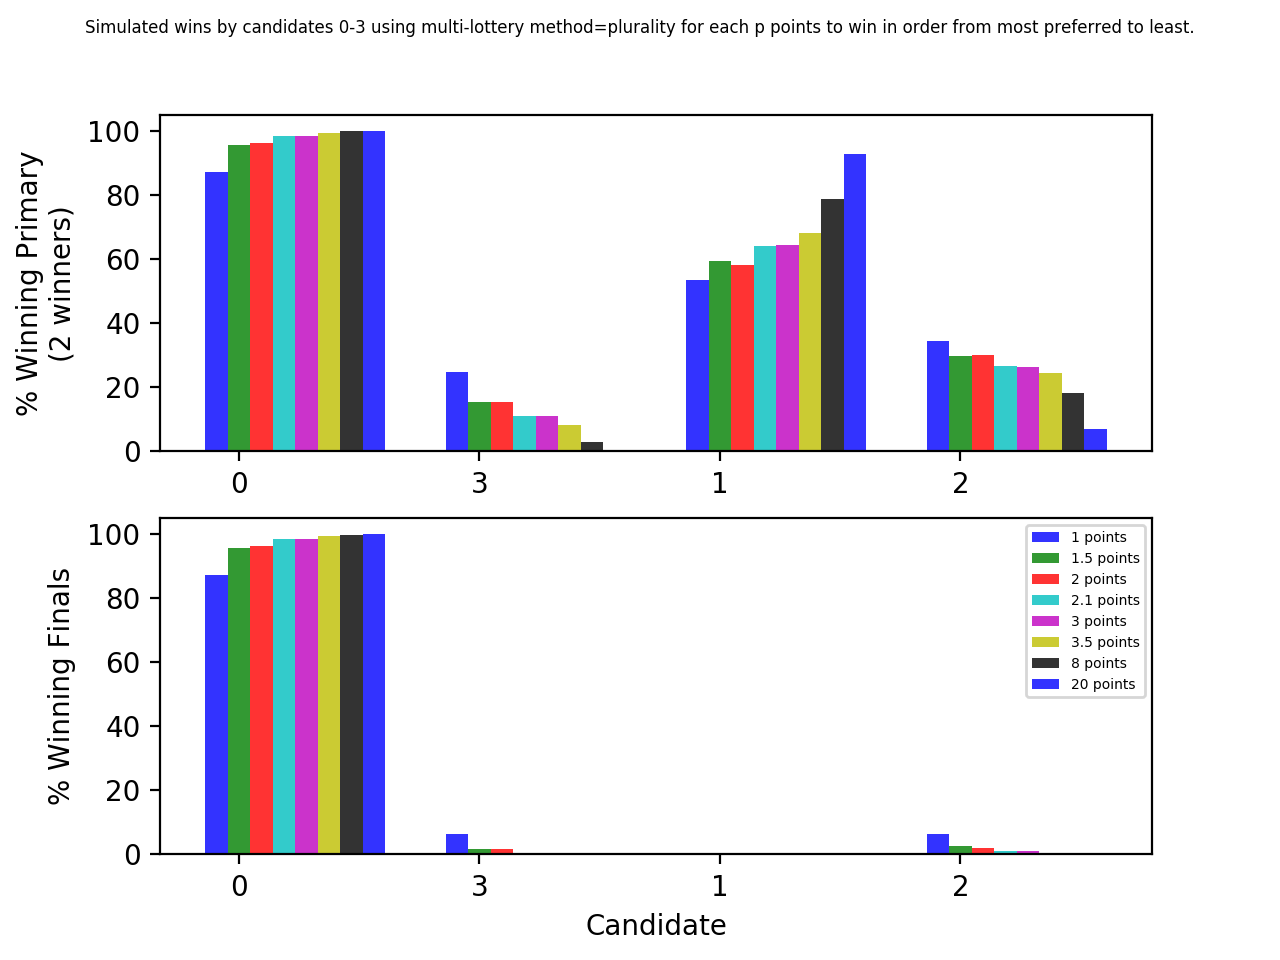 Simulated wins by candidates 0-3 using multi-lottery method=plurality for each p points to win in order from most preferred to least.
% Winning Primary
(2 winners)
100
80
60
40
20
0
0
3
1
2
% Winning Finals
100
80
60
40
20
0
1 points
1.5 points
2 points
2.1 points
3 points
3.5 points
8 points
20 points
0
3
1
2
Candidate